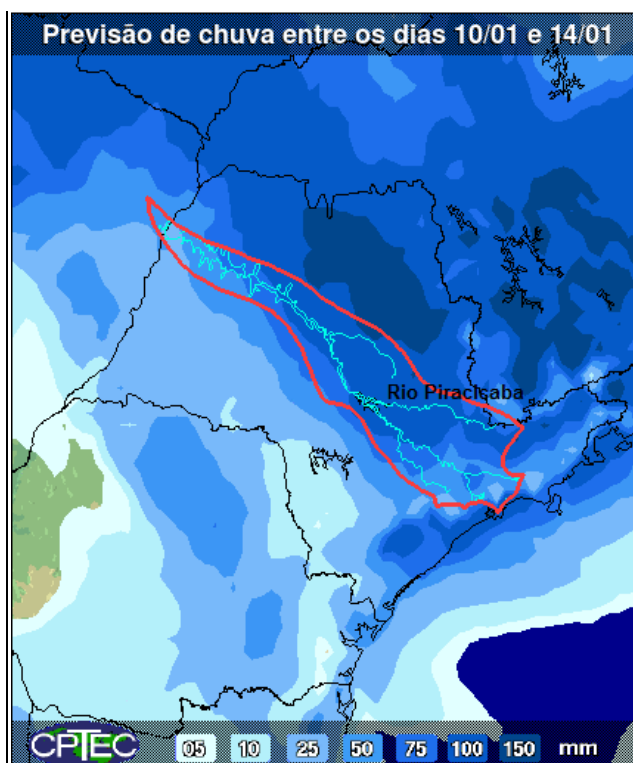 Previsão de chuva entre os dias 10/01 e 14/01
Rio Piracicaba
CPTEC 05 10 25 50 75 100 150 mm